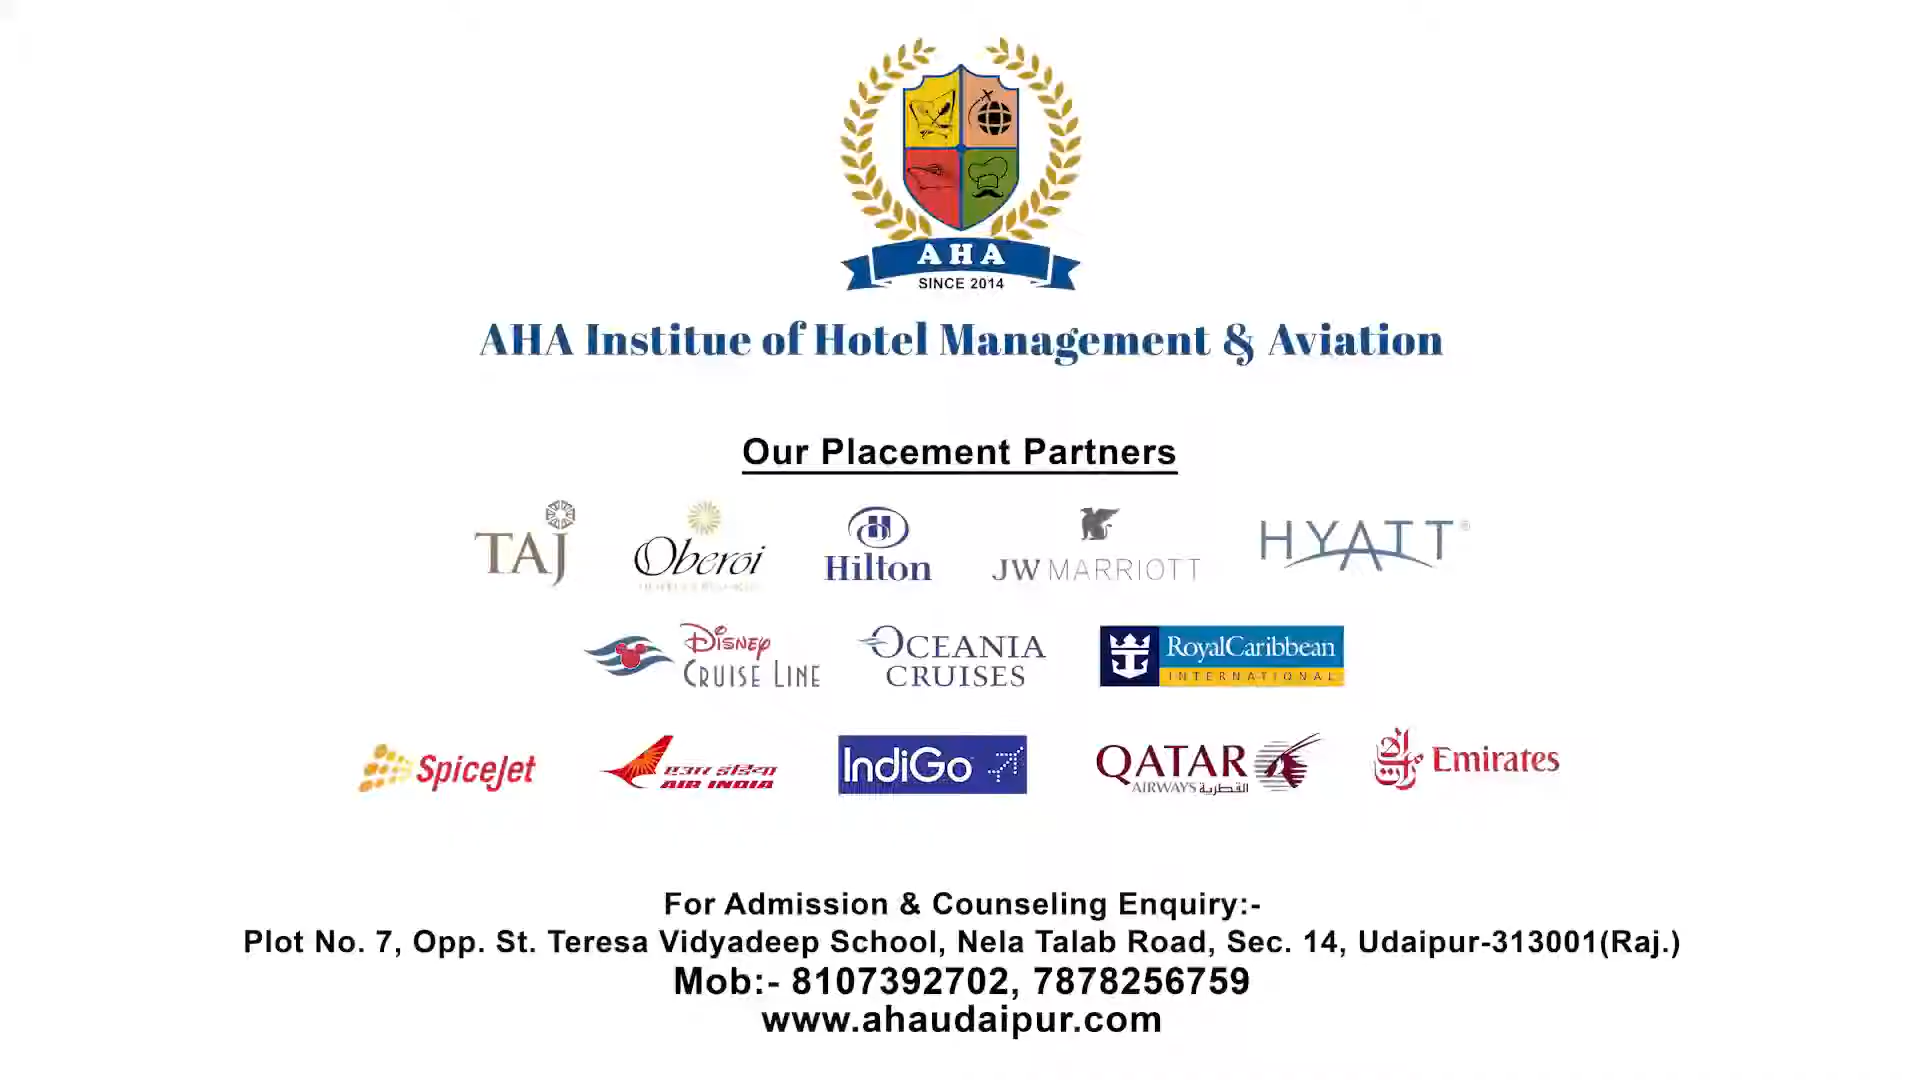 AHA
SINCE 2014
AHA Institue of Hotel Management & Aviation
Our Placement Partners
TAJ
Oberoi
Hilton
JW MARRIOTT
HYATT®
Disney
Cruise Line
OCEANIA
CRUISES
RoyalCaribbean
INTERNATIONAL
SpiceJet
एअर इंडिया
AIR INDIA
IndiGo
QATAR
AIRWAYS القطرية
Emirates
For Admission & Counseling Enquiry:-
Plot No. 7, Opp. St. Teresa Vidyadeep School, Nela Talab Road, Sec. 14, Udaipur-313001(Raj.)
Mob:- 8107392702, 7878256759
www.ahaudaipur.com